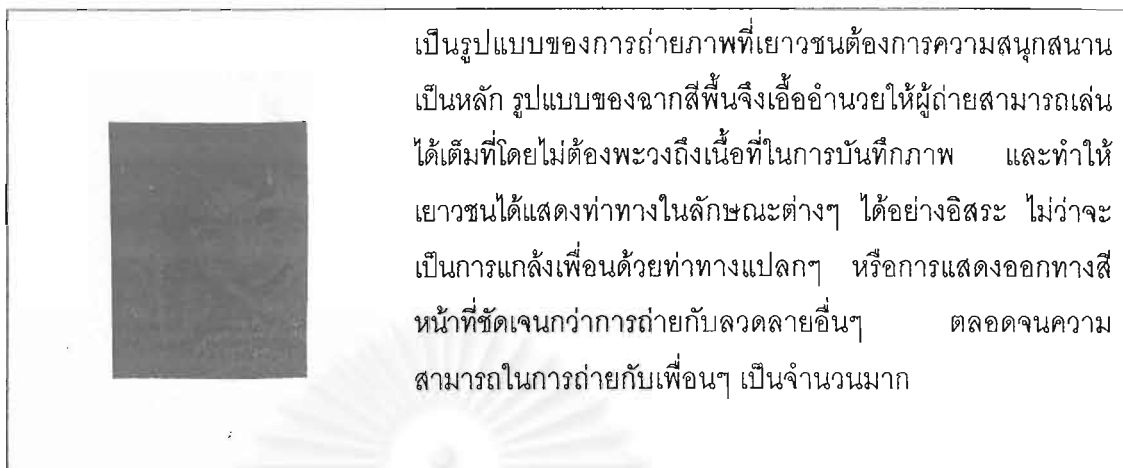 เป็นรูปแบบของการถ่ายภาพที่เยาวชนต้องการความสนุกสนาน
เป็นหลัก รูปแบบของฉากสีพื้นจึงเอื้ออำนวยให้ผู้ถ่ายสามารถเล่น
ได้เต็มที่โดยไม่ต้องพะวงถึงเนื้อที่ในการบันทึกภาพ และทำให้
เยาวชนได้แสดงท่าทางในลักษณะต่างๆ ได้อย่างอิสระ ไม่ว่าจะ
เป็นการแกล้งเพื่อนด้วยท่าทางแปลกๆ หรือการแสดงออกทางสี
หน้าที่ชัดเจนกว่าการถ่ายกับลวดลายอื่นๆ ตลอดจนความ
สามารถในการถ่ายกับเพื่อนๆ เป็นจำนวนมาก